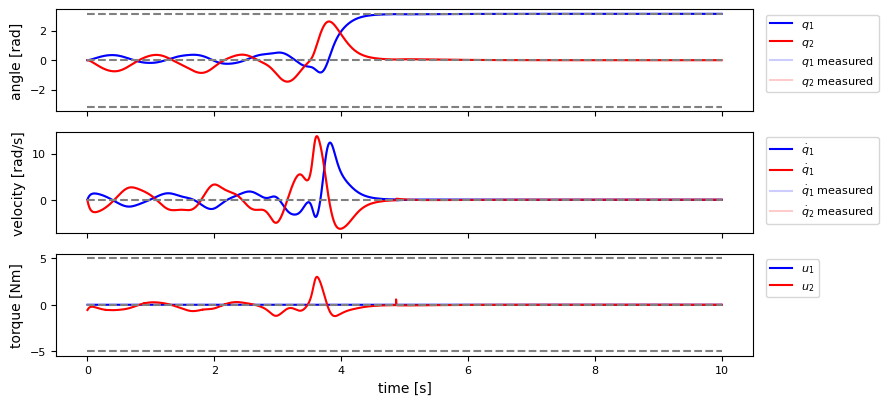 angle [rad]
2
0
−2
q₁
q₂
q₁ measured
q₂ measured
velocity [rad/s]
10
0
q̇₁
q̇₁
q̇₁ measured
q̇₂ measured
torque [Nm]
5
0
−5
u₁
u₂
0
2
4
6
8
10
time [s]